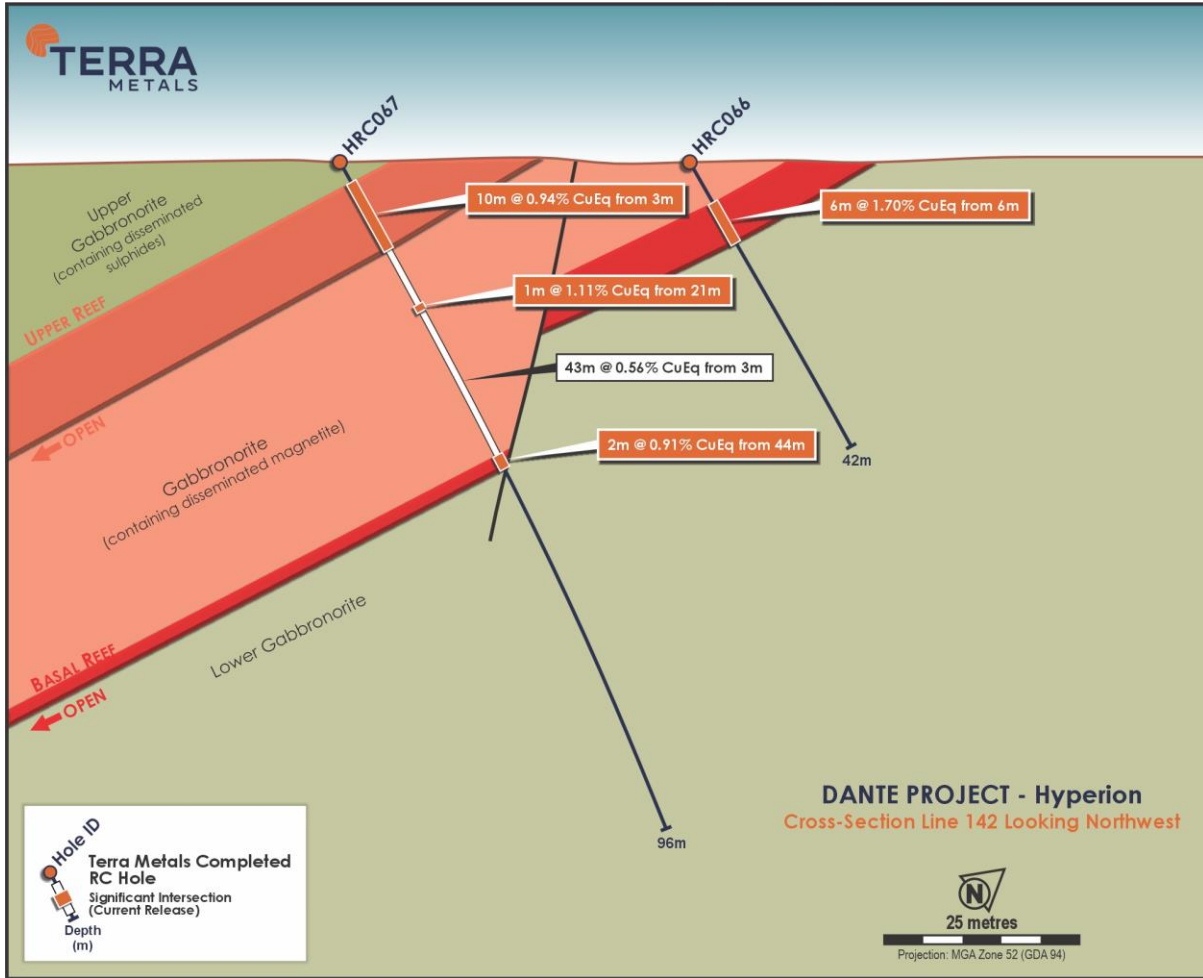 TERRA
METALS
HRC067
HRC066
Upper
Gabbronorite
(containing disseminated
sulphides)
10m @ 0.94% CuEq from 3m
6m @ 1.70% CuEq from 6m
1m @ 1.11% CuEq from 21m
UPPER REEF
43m @ 0.56% CuEq from 3m
OPEN
Gabbronorite
(containing disseminated magnetite)
2m @ 0.91% CuEq from 44m
42m
Lower Gabbronorite
BASAL REEF
OPEN
96m
DANTE PROJECT - Hyperion
Cross-Section Line 142 Looking Northwest
Hole ID
Terra Metals Completed
RC Hole
Significant Intersection
(Current Release)
Depth
(m)
N
25 metres
Projection: MGA Zone 52 (GDA 94)